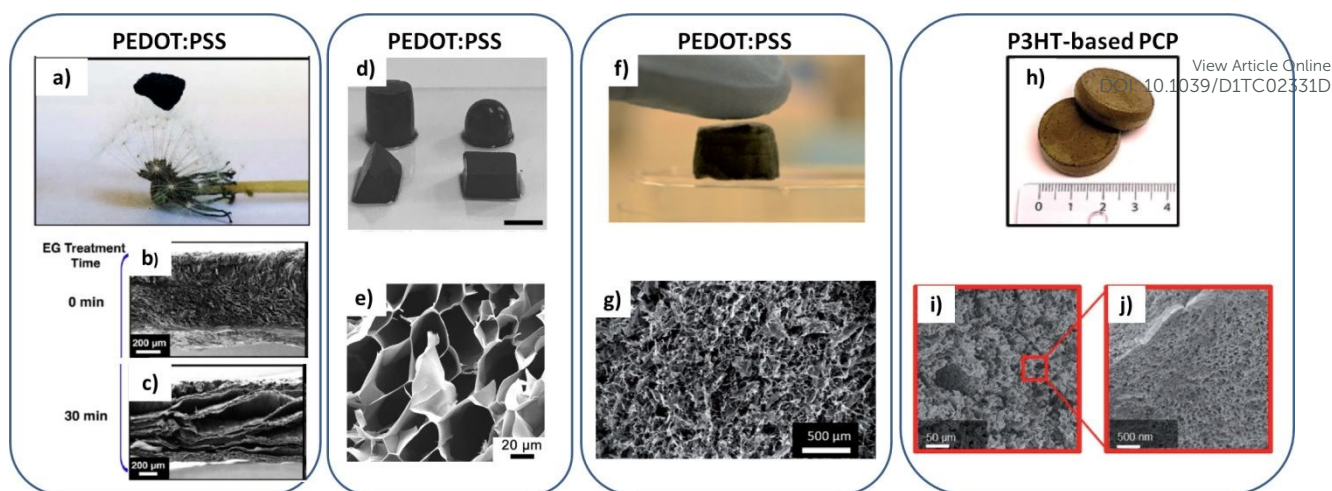 PEDOT:PSS
a)
EG Treatment
Time
0 min
b)
200 µm
30 min
c)
200 µm
PEDOT:PSS
d)
e)
20 µm
PEDOT:PSS
f)
g)
500 µm
P3HT-based PCP
h)
View Article Online
DOI: 10.1039/D1TC02331D
0 1 2 3 4
i)
50 µm
j)
500 nm